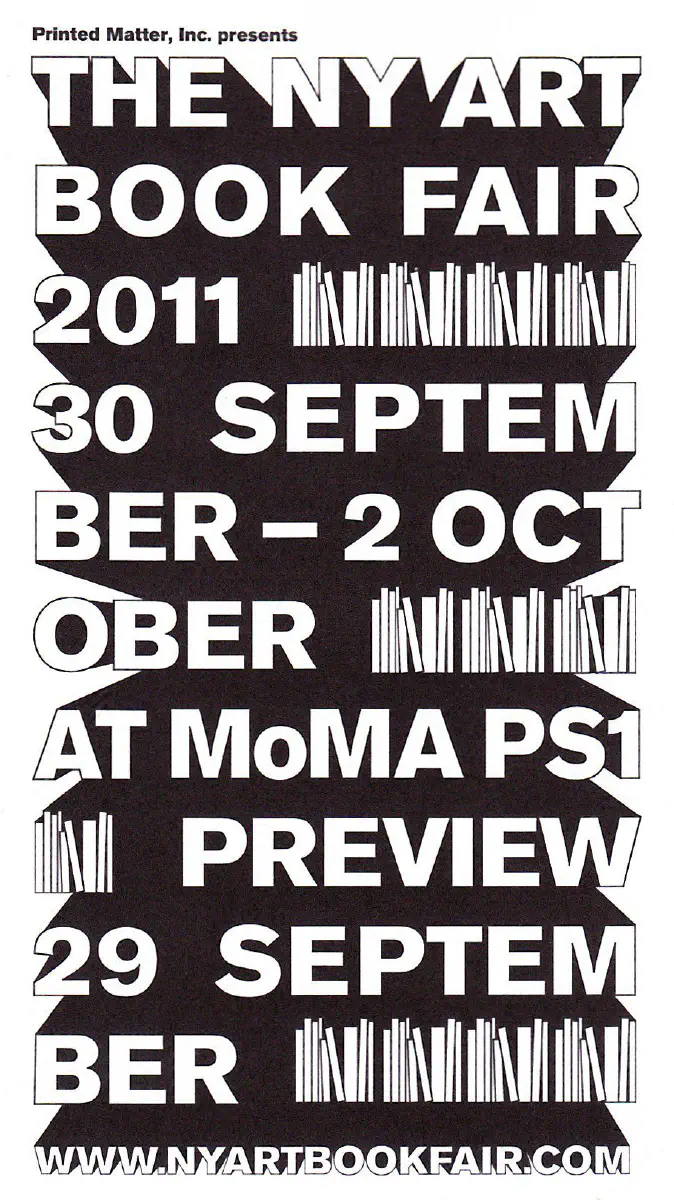 Printed Matter, Inc. presents
THE NY ART
BOOK FAIR
2011
30 SEPTEM
BER – 2 OCT
OBER
AT MoMA PS1
PREVIEW
29 SEPTEM
BER
WWW.NYARTBOOKFAIR.COM